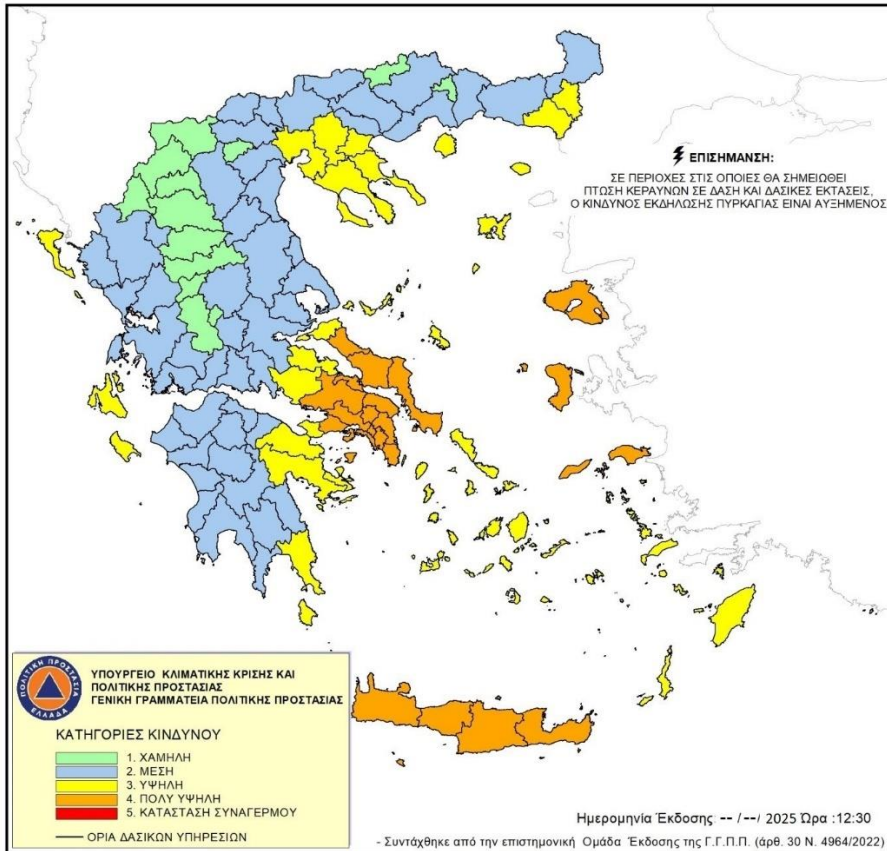 ΕΠΙΣΗΜΑΝΣΗ:
ΣΕ ΠΕΡΙΟΧΕΣ ΣΤΙΣ ΟΠΟΙΕΣ ΘΑ ΣΗΜΕΙΩΘΕΙ
ΠΤΩΣΗ ΚΕΡΑΥΝΩΝ ΣΕ ΔΑΣΗ ΚΑΙ ΔΑΣΙΚΕΣ ΕΚΤΑΣΕΙΣ,
Ο ΚΙΝΔΥΝΟΣ ΕΚΔΗΛΩΣΗΣ ΠΥΡΚΑΓΙΑΣ ΕΙΝΑΙ ΑΥΞΗΜΕΝΟΣ
ΠΟΛΙΤΙΚΗ ΠΡΟΣΤΑΣΙΑ
ΕΛΛΑΔΑ
ΥΠΟΥΡΓΕΙΟ ΚΛΙΜΑΤΙΚΗΣ ΚΡΙΣΗΣ ΚΑΙ
ΠΟΛΙΤΙΚΗΣ ΠΡΟΣΤΑΣΙΑΣ
ΓΕΝΙΚΗ ΓΡΑΜΜΑΤΕΙΑ ΠΟΛΙΤΙΚΗΣ ΠΡΟΣΤΑΣΙΑΣ
ΚΑΤΗΓΟΡΙΕΣ ΚΙΝΔΥΝΟΥ
1. ΧΑΜΗΛΗ
2. ΜΕΣΗ
3. ΥΨΗΛΗ
4. ΠΟΛΥ ΥΨΗΛΗ
5. ΚΑΤΑΣΤΑΣΗ ΣΥΝΑΓΕΡΜΟΥ
ΟΡΙΑ ΔΑΣΙΚΩΝ ΥΠΗΡΕΣΙΩΝ
Ημερομηνία Έκδοσης: -- / --/ 2025 Ώρα :12:30
- Συντάχθηκε από την επιστημονική Ομάδα Έκδοσης της Γ.Γ.Π.Π. (άρθ. 30 Ν. 4964/2022)